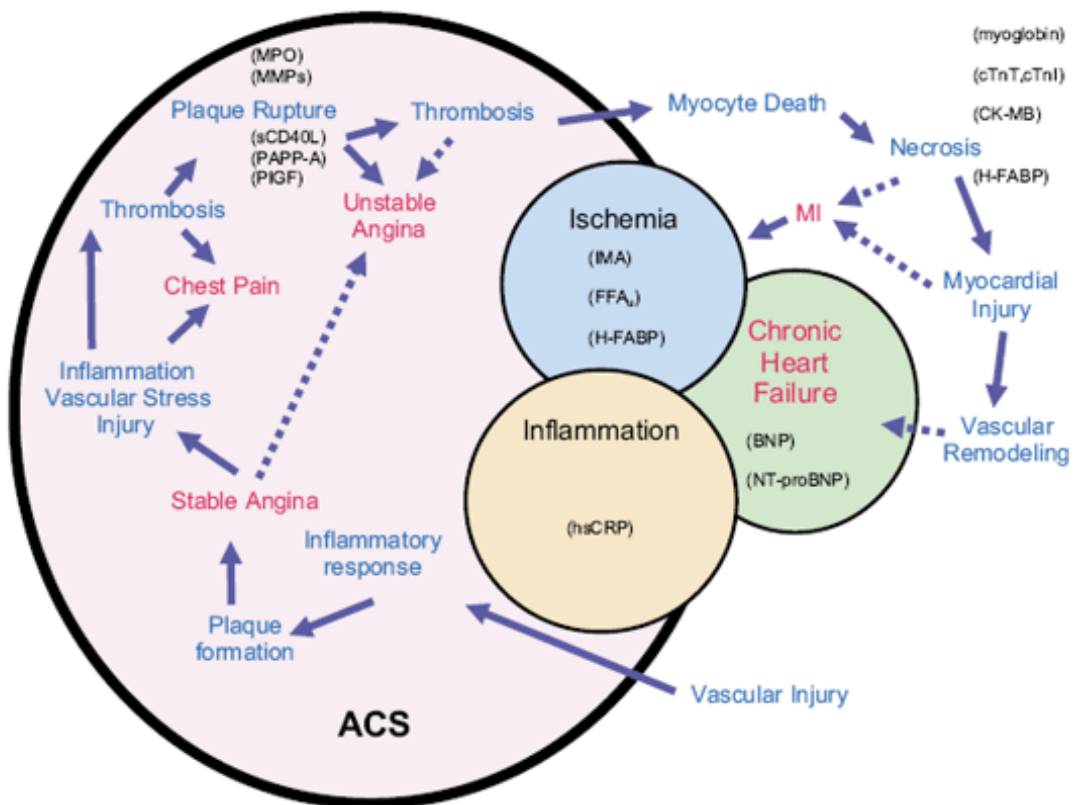 (MPO)
(MMPs)
Plaque Rupture
(sCD40L)
(PAPP-A)
(PIGF)
Thrombosis
Unstable
Angina
Thrombosis
Chest Pain
Inflammation
Vascular Stress
Injury
Stable Angina
Inflammatory
response
Plaque
formation
ACS
Vascular Injury
Myocyte Death
(myoglobin)
(cTnT,cTnI)
(CK-MB)
Necrosis
(H-FABP)
MI
Myocardial
Injury
Vascular
Remodeling
Ischemia
(IMA)
(FFAu)
(H-FABP)
Chronic
Heart
Failure
(BNP)
(NT-proBNP)
Inflammation
(hsCRP)